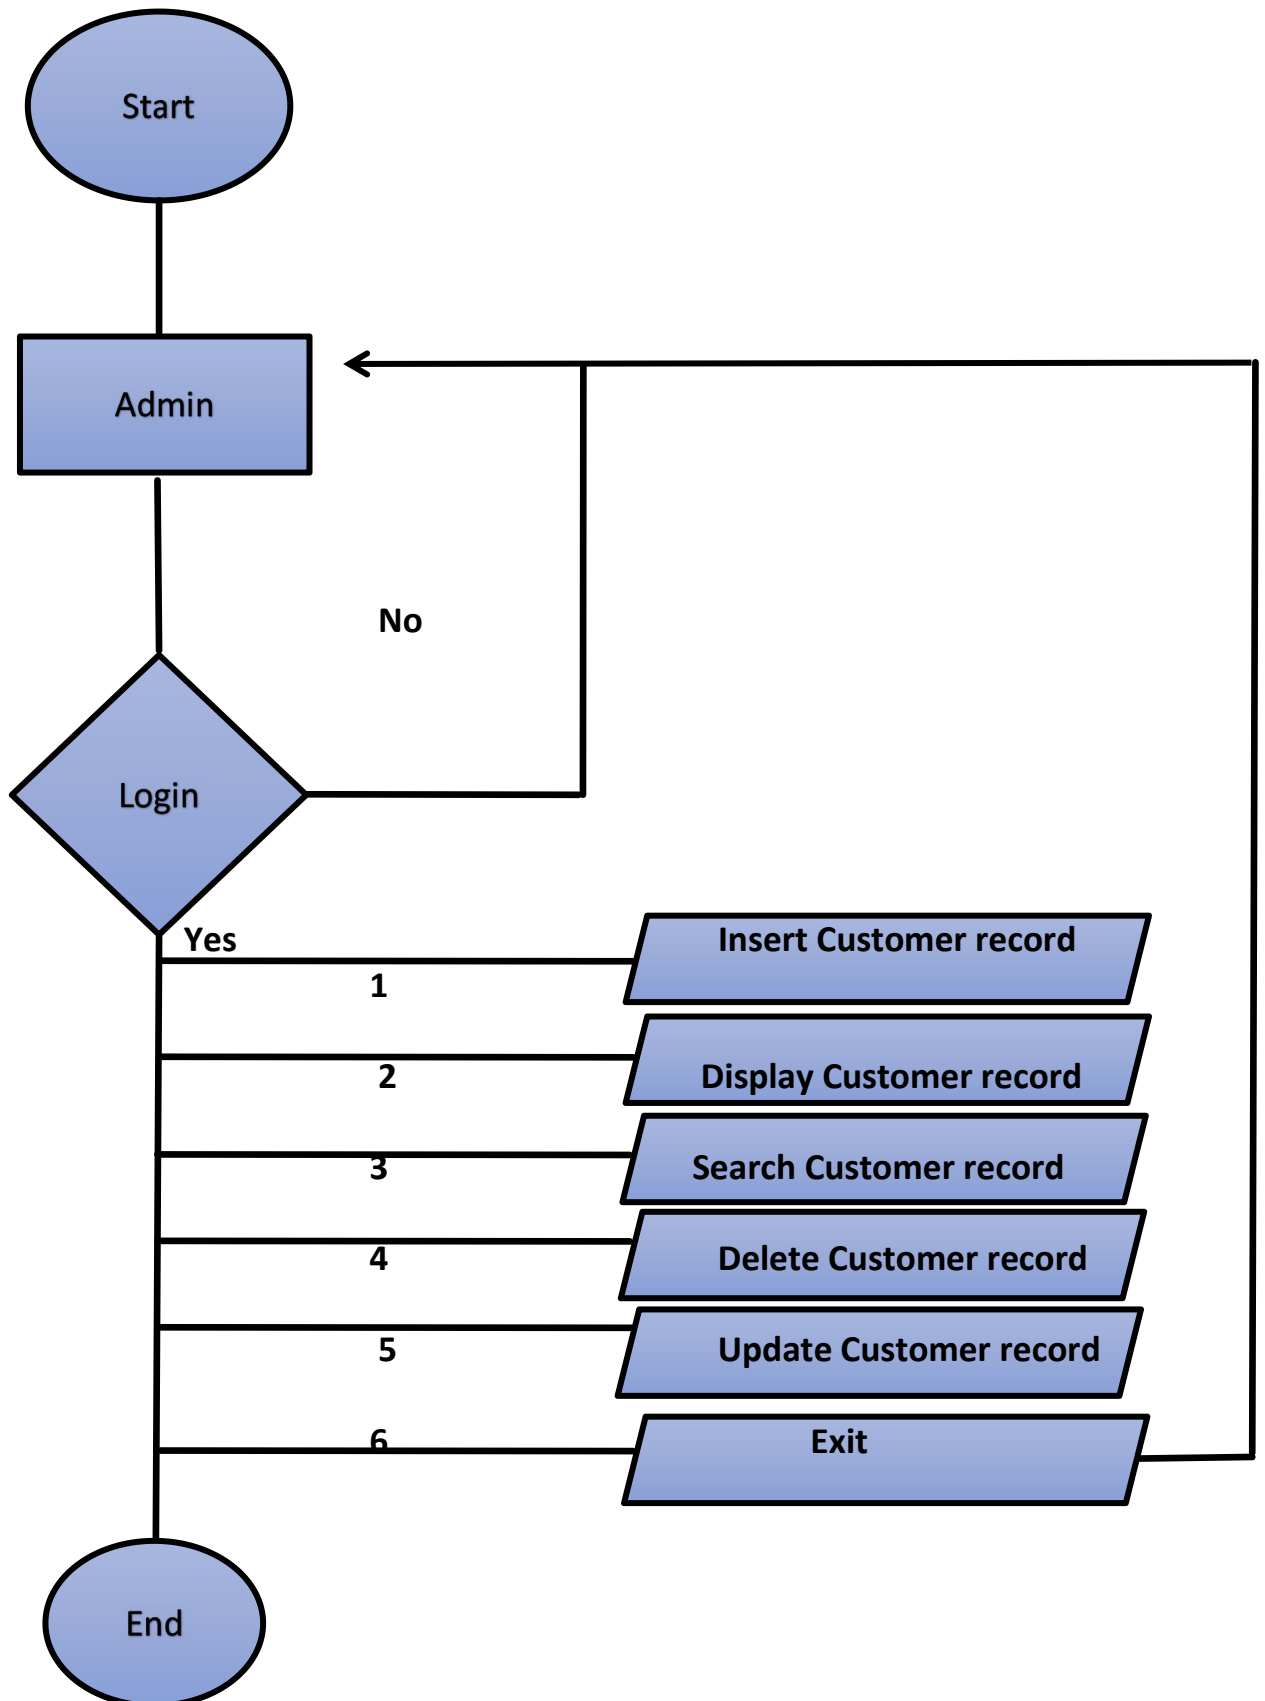 Start
Admin
No
Login
Yes
Insert Customer record
1
2
Display Customer record
3
Search Customer record
4
Delete Customer record
5
Update Customer record
6
Exit
End